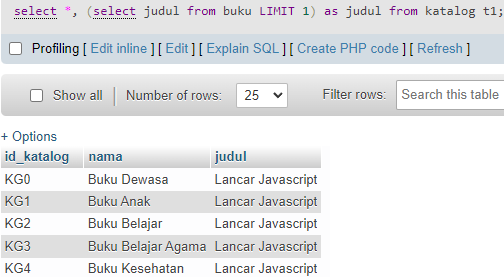 select *, (select judul from buku LIMIT 1) as judul from katalog t1;
Profiling [ Edit inline ] [ Edit ] [ Explain SQL ] [ Create PHP code ] [ Refresh ]
Show all | Number of rows: 25 Filter rows: Search this table
+ Options
id_katalog nama judul
KG0 Buku Dewasa Lancar Javascript
KG1 Buku Anak Lancar Javascript
KG2 Buku Belajar Lancar Javascript
KG3 Buku Belajar Agama Lancar Javascript
KG4 Buku Kesehatan Lancar Javascript